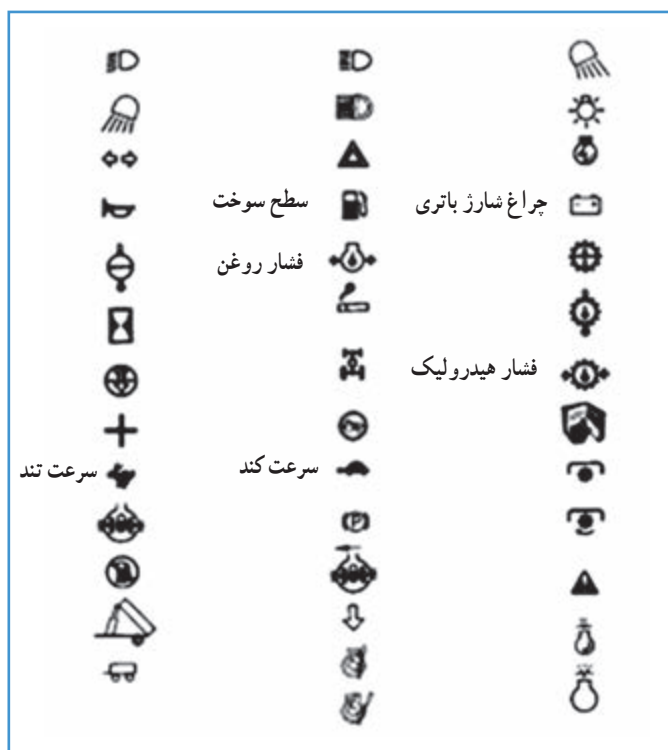 چراغ شارژ باتری
سطح سوخت
فشار روغن
فشار هیدرولیک
سرعت کند
سرعت تند